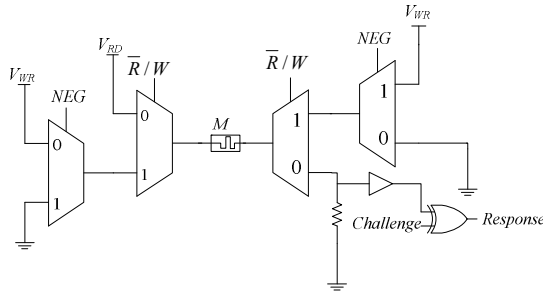 V_WR
NEG
0
1
V_RD
R̅ / W
0
1
M
R̅ / W
1
0
NEG
V_WR
1
0
Challenge
Response